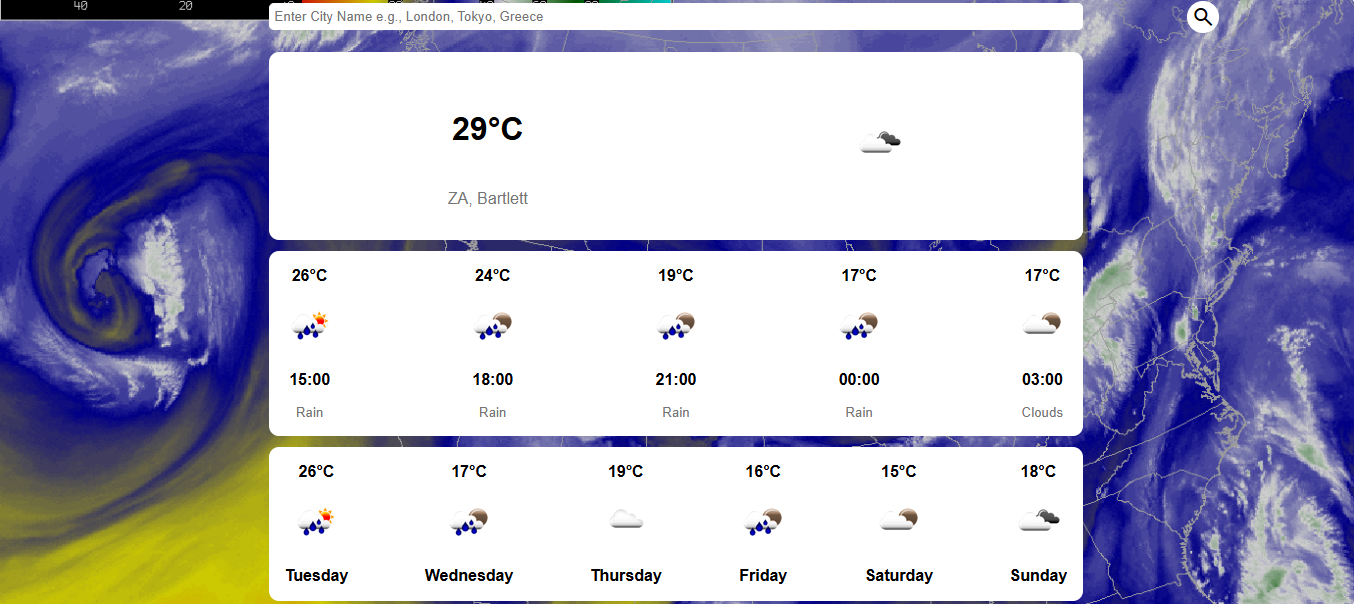 40 20
Enter City Name e.g., London, Tokyo, Greece
29°C
ZA, Bartlett
26°C 24°C 19°C 17°C 17°C
15:00 18:00 21:00 00:00 03:00
Rain Rain Rain Rain Clouds
26°C 17°C 19°C 16°C 15°C 18°C
Tuesday Wednesday Thursday Friday Saturday Sunday